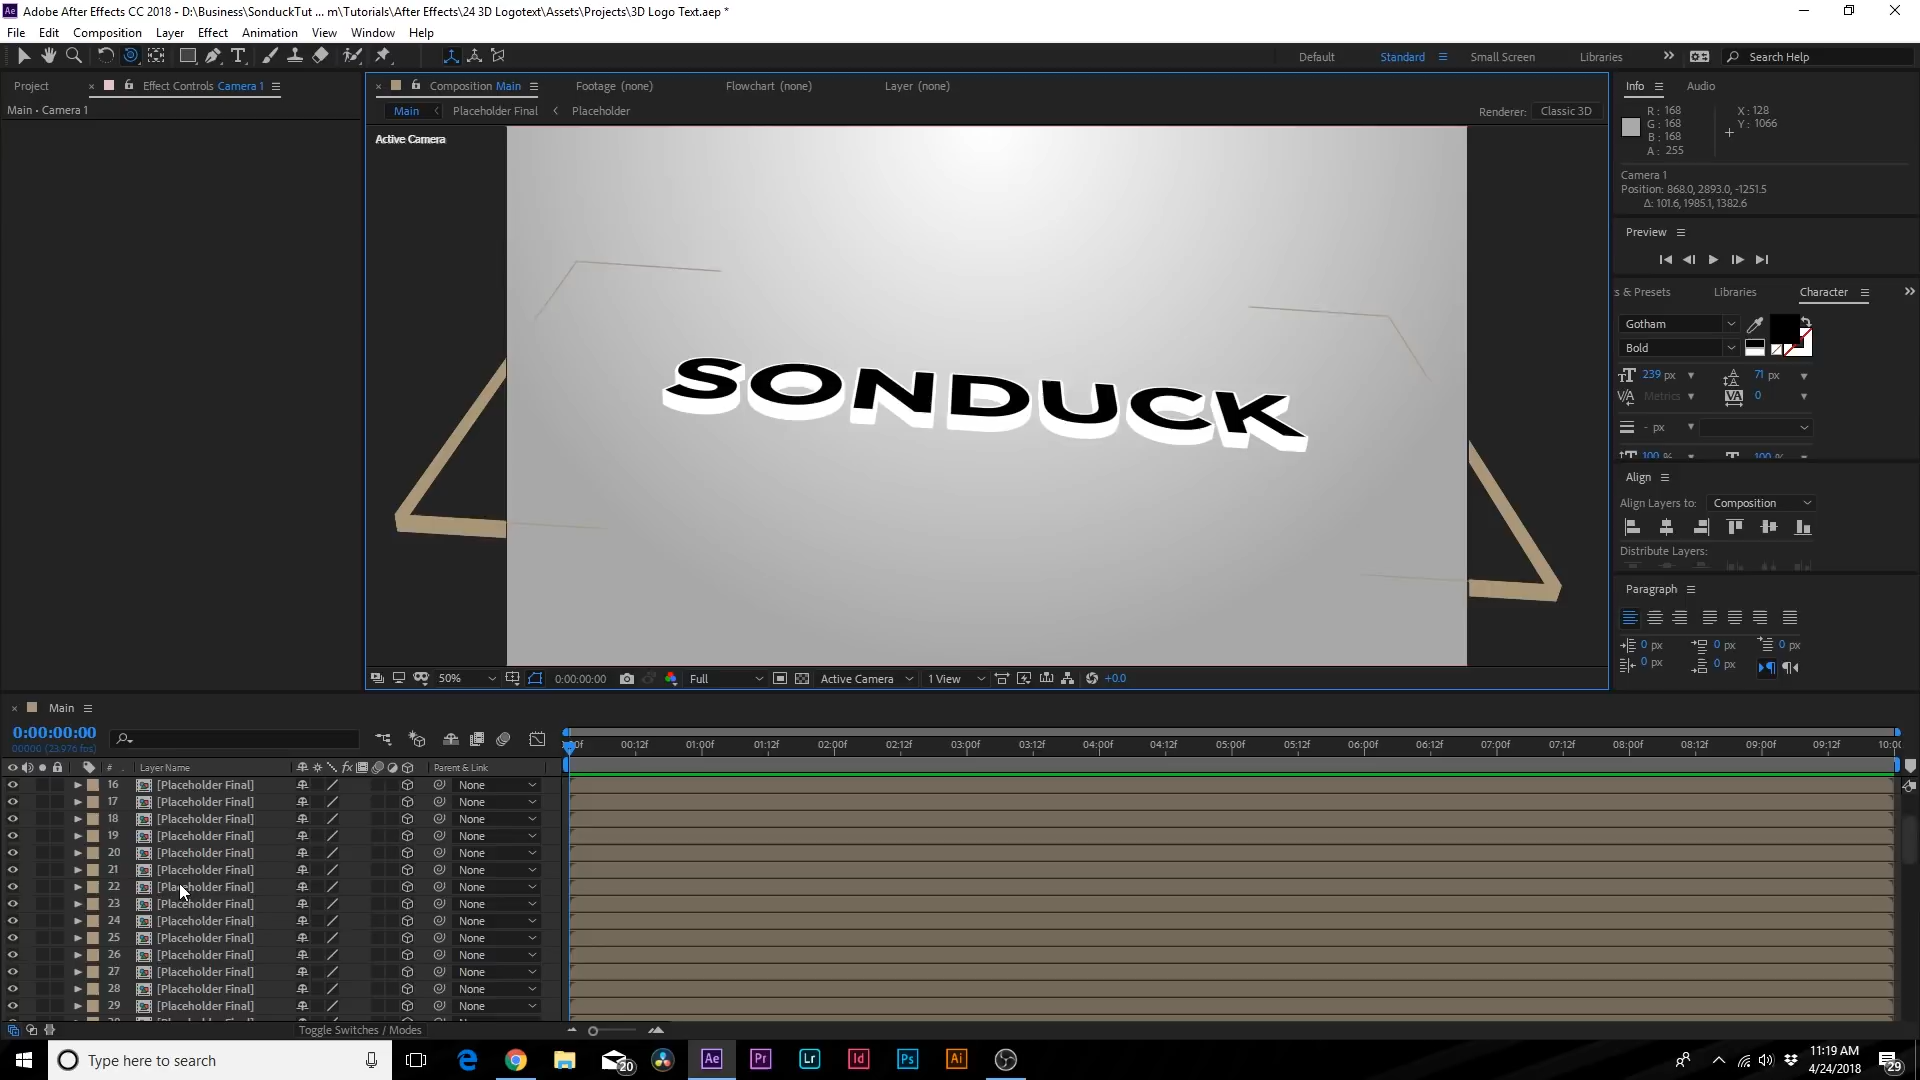 Adobe After Effects CC 2018 - D:\Business\SonduckTut ... m\Tutorials\After Effects\24 3D Logotext\Assets\Projects\3D Logo Text.aep *
File Edit Composition Layer Effect Animation View Window Help
Default Standard Small Screen Libraries Search Help
Project Effect Controls Camera 1
Main • Camera 1
Composition Main Footage (none) Flowchart (none) Layer (none)
Main Placeholder Final Placeholder
Renderer: Classic 3D
Active Camera
SONDUCK
50% 0:00:00:00 Full Active Camera 1 View +0.0
Info Audio
R : 168 X : 128
G : 168 Y : 1066
B : 168
A : 255
Camera 1
Position: 868.0, 2893.0, -1251.5
Δ: 101.6, 1985.1, 1382.6
Preview
s & Presets Libraries Character
Gotham
Bold
239 px 71 px
Metrics 0
- px
100 % 100 %
Align
Align Layers to: Composition
Distribute Layers:
Paragraph
0 px 0 px 0 px
0 px 0 px
Main
0:00:00:00
00000 (23.976 fps)
00:12f 01:00f 01:12f 02:00f 02:12f 03:00f 03:12f 04:00f 04:12f 05:00f 05:12f 06:00f 06:12f 07:00f 07:12f 08:00f 08:12f 09:00f 09:12f 10:00
# Layer Name fx Parent & Link
16 [Placeholder Final] None
17 [Placeholder Final] None
18 [Placeholder Final] None
19 [Placeholder Final] None
20 [Placeholder Final] None
21 [Placeholder Final] None
22 [Placeholder Final] None
23 [Placeholder Final] None
24 [Placeholder Final] None
25 [Placeholder Final] None
26 [Placeholder Final] None
27 [Placeholder Final] None
28 [Placeholder Final] None
29 [Placeholder Final] None
Toggle Switches / Modes
Type here to search
20 Ae Pr Lr Id Ps Ai
11:19 AM
4/24/2018
29